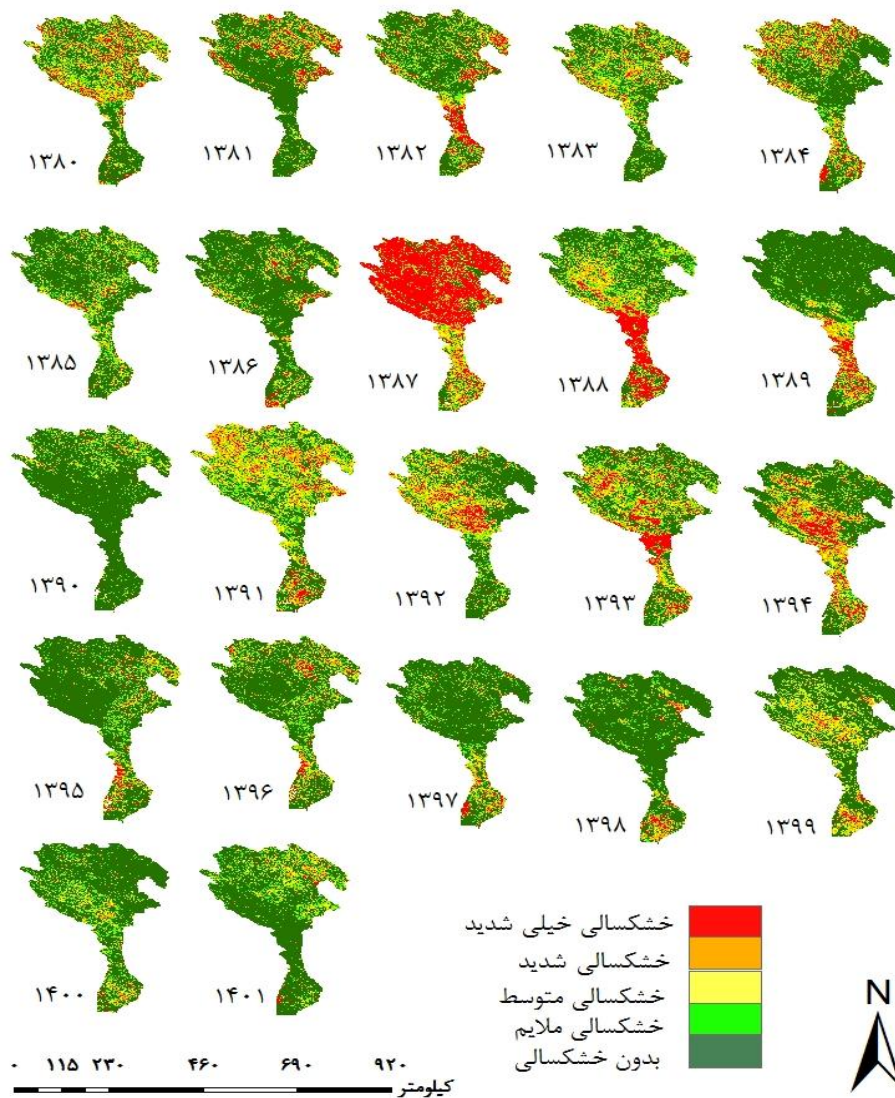 ۱۳۸۰ ۱۳۸۱ ۱۳۸۲ ۱۳۸۳ ۱۳۸۴
۱۳۸۵ ۱۳۸۶ ۱۳۸۷ ۱۳۸۸ ۱۳۸۹
۱۳۹۰ ۱۳۹۱ ۱۳۹۲ ۱۳۹۳ ۱۳۹۴
۱۳۹۵ ۱۳۹۶ ۱۳۹۷ ۱۳۹۸ ۱۳۹۹
۱۴۰۰ ۱۴۰۱
خشکسالی خیلی شدید
خشکسالی شدید
خشکسالی متوسط
خشکسالی ملایم
بدون خشکسالی
N
۰ ۱۱۵ ۲۳۰ ۴۶۰ ۶۹۰ ۹۲۰
کیلومتر